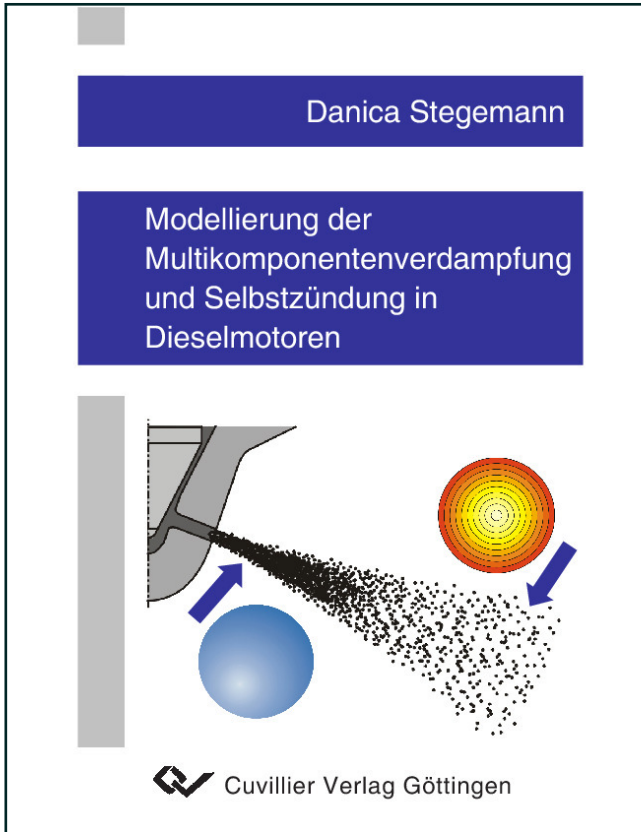 Danica Stegemann
Modellierung der
Multikomponentenverdampfung
und Selbstzündung in
Dieselmotoren
Cuvillier Verlag Göttingen